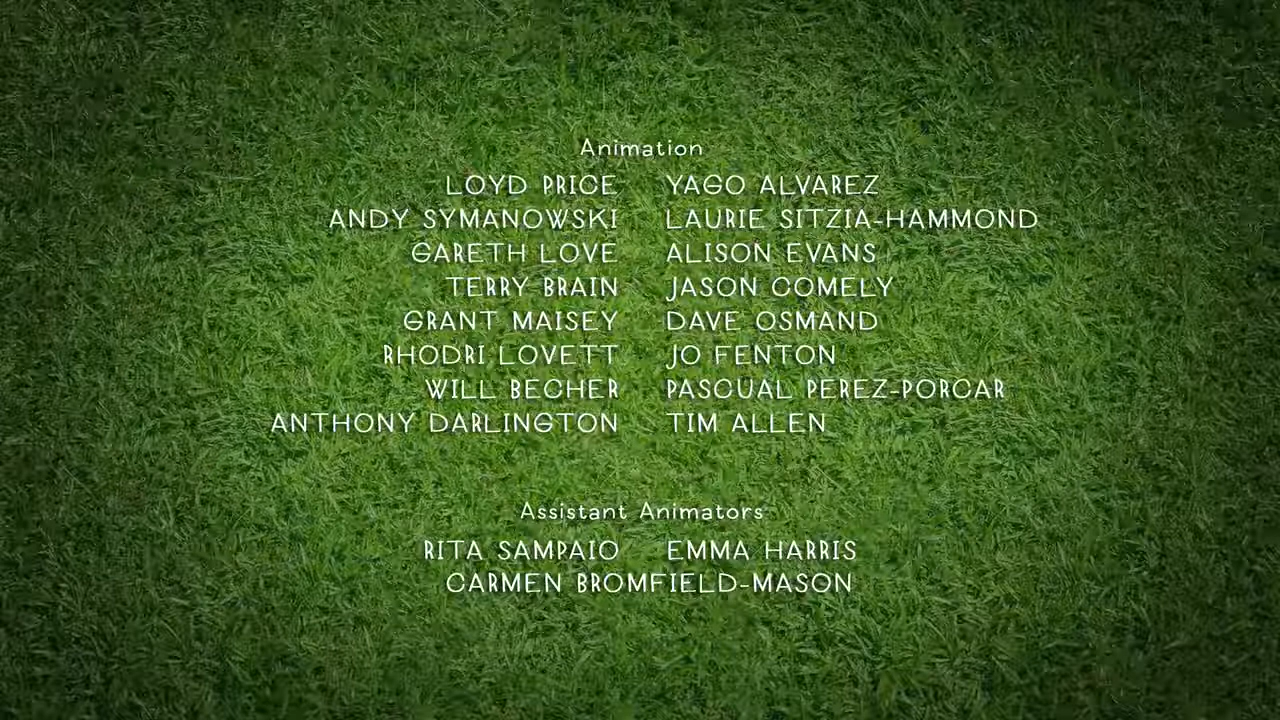 Animation
LOYD PRICE YAGO ALVAREZ
ANDY SYMANOWSKI LAURIE SITZIA-HAMMOND
GARETH LOVE ALISON EVANS
TERRY BRAIN JASON COMELY
GRANT MAISEY DAVE OSMAND
RHODRI LOVETT JO FENTON
WILL BECHER PASCUAL PEREZ-PORCAR
ANTHONY DARLINGTON TIM ALLEN
Assistant Animators
RITA SAMPAIO EMMA HARRIS
CARMEN BROMFIELD-MASON